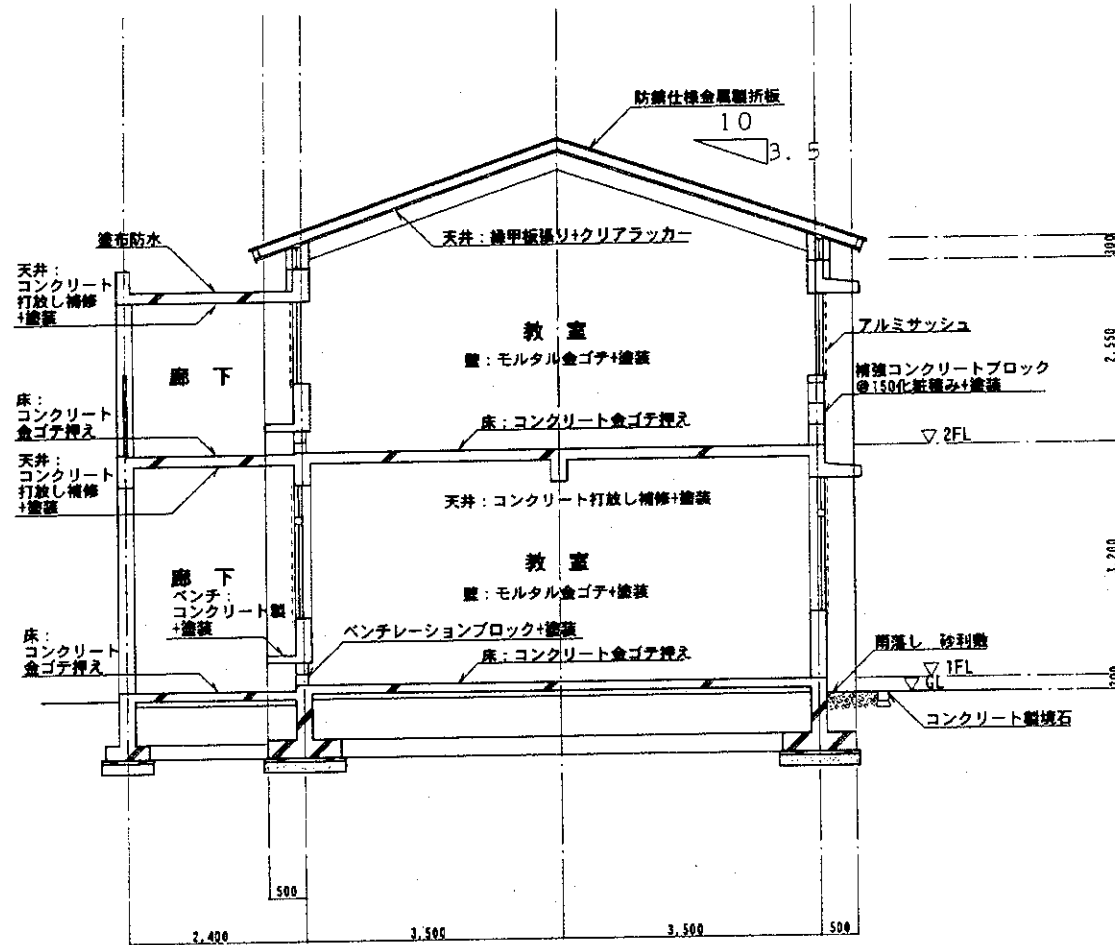 防錆仕様金属製折板
10
3.5
天井：縁甲板張り+クリアラッカー
塗布防水
天井：
コンクリート
打放し補修
+塗装
300
教 室
壁：モルタル金ゴテ+塗装
アルミサッシュ
2,550
廊 下
補強コンクリートブロック
@150化粧積み+塗装
床：
コンクリート
金ゴテ押え
床：コンクリート金ゴテ押え
▽ 2FL
天井：
コンクリート
打放し補修
+塗装
天井：コンクリート打放し補修+塗装
教 室
壁：モルタル金ゴテ+塗装
3,200
廊 下
ベンチ：
コンクリート製
+塗装
ベンチレーションブロック+塗装
床：
コンクリート
金ゴテ押え
床：コンクリート金ゴテ押え
雨落し 砂利敷
▽ 1FL
▽ GL
コンクリート製境石
500
2,400
3,500
3,500
500